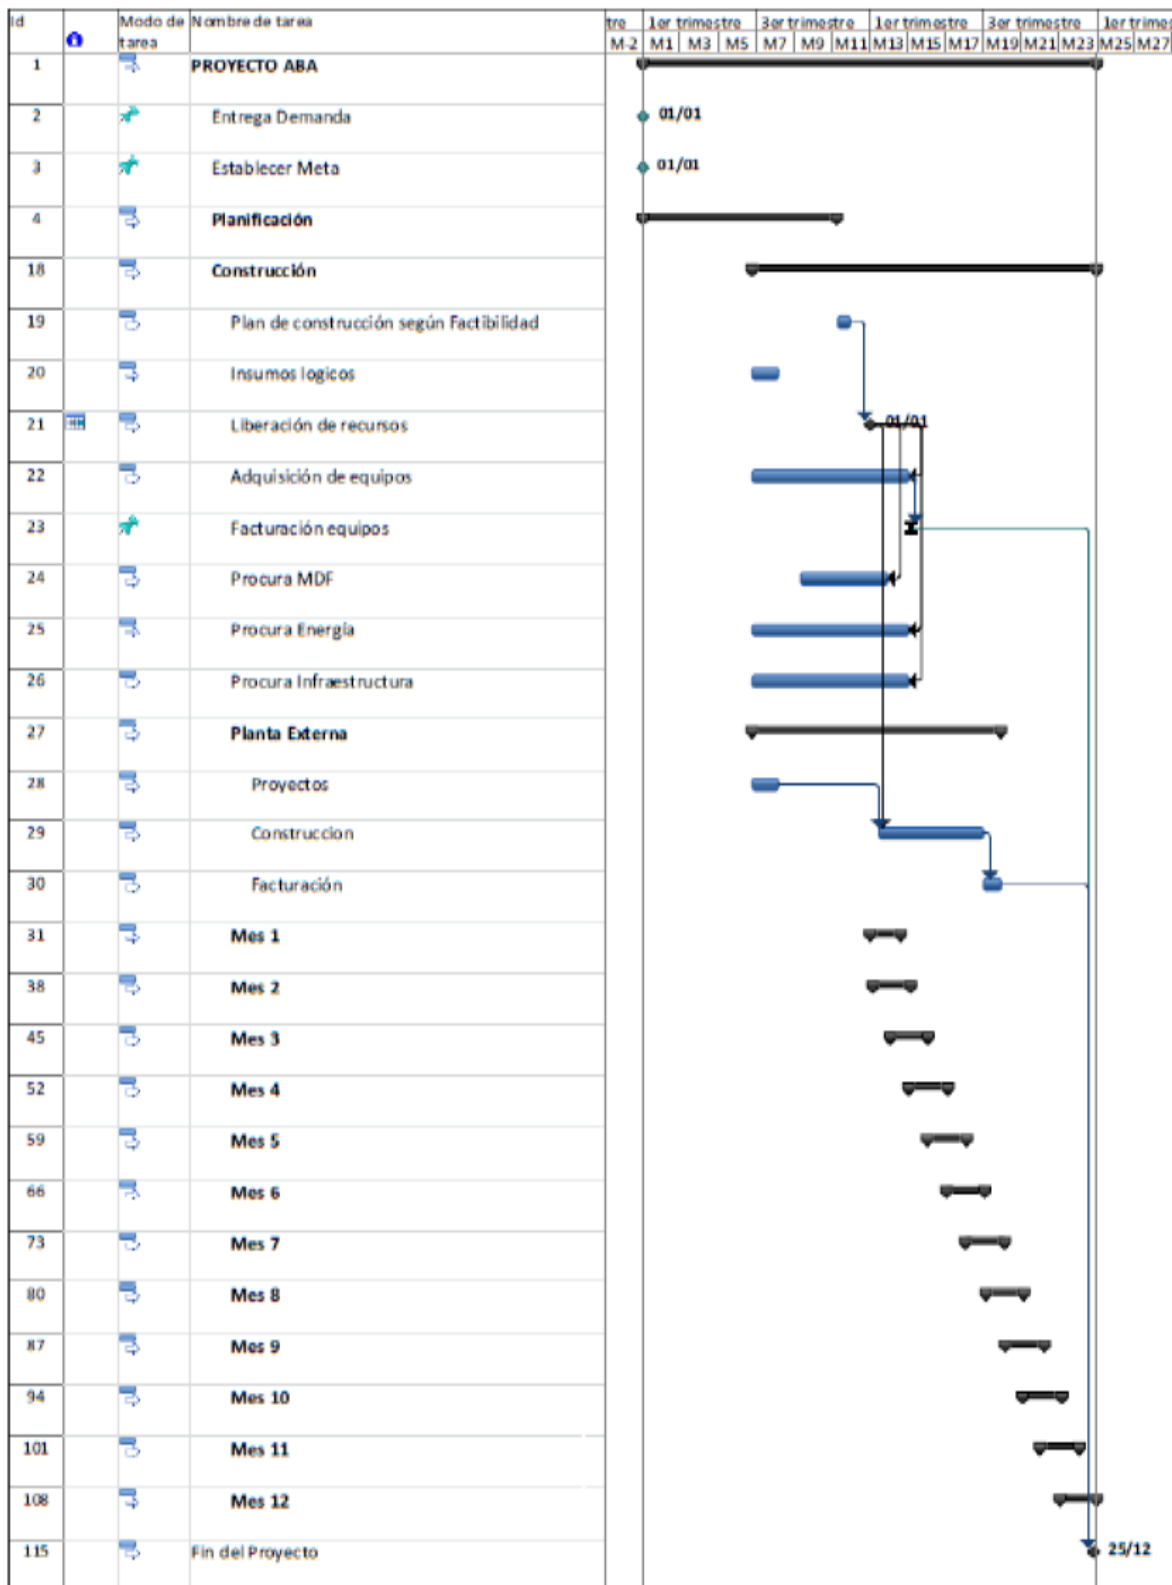 Id Modo de tarea Nombre de tarea tre 1er trimestre 3er trimestre 1er trimestre 3er trimestre 1er trimes
M-2 M1 M3 M5 M7 M9 M11 M13 M15 M17 M19 M21 M23 M25 M27
1 PROYECTO ABA
2 Entrega Demanda 01/01
3 Establecer Meta 01/01
4 Planificación
18 Construcción
19 Plan de construcción según Factibilidad
20 Insumos logicos
21 Liberación de recursos 01/01
22 Adquisición de equipos
23 Facturación equipos
24 Procura MDF
25 Procura Energía
26 Procura Infraestructura
27 Planta Externa
28 Proyectos
29 Construccion
30 Facturación
31 Mes 1
38 Mes 2
45 Mes 3
52 Mes 4
59 Mes 5
66 Mes 6
73 Mes 7
80 Mes 8
87 Mes 9
94 Mes 10
101 Mes 11
108 Mes 12
115 Fin del Proyecto 25/12